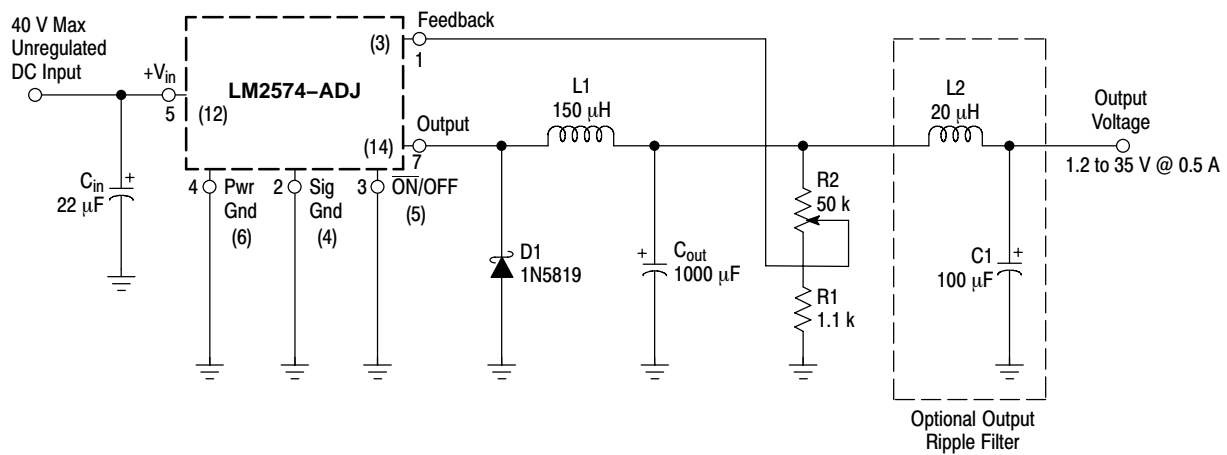 40 V Max
Unregulated
DC Input
+Vin
5
(12)
LM2574–ADJ
(3)
Feedback
1
(14)
Output
7
4
Pwr
Gnd
(6)
2
Sig
Gnd
(4)
3
ON/OFF
(5)
Cin
+
22 μF
L1
150 μH
D1
1N5819
+
Cout
1000 μF
R2
50 k
R1
1.1 k
L2
20 μH
C1
100 μF
+
Output
Voltage
1.2 to 35 V @ 0.5 A
Optional Output
Ripple Filter